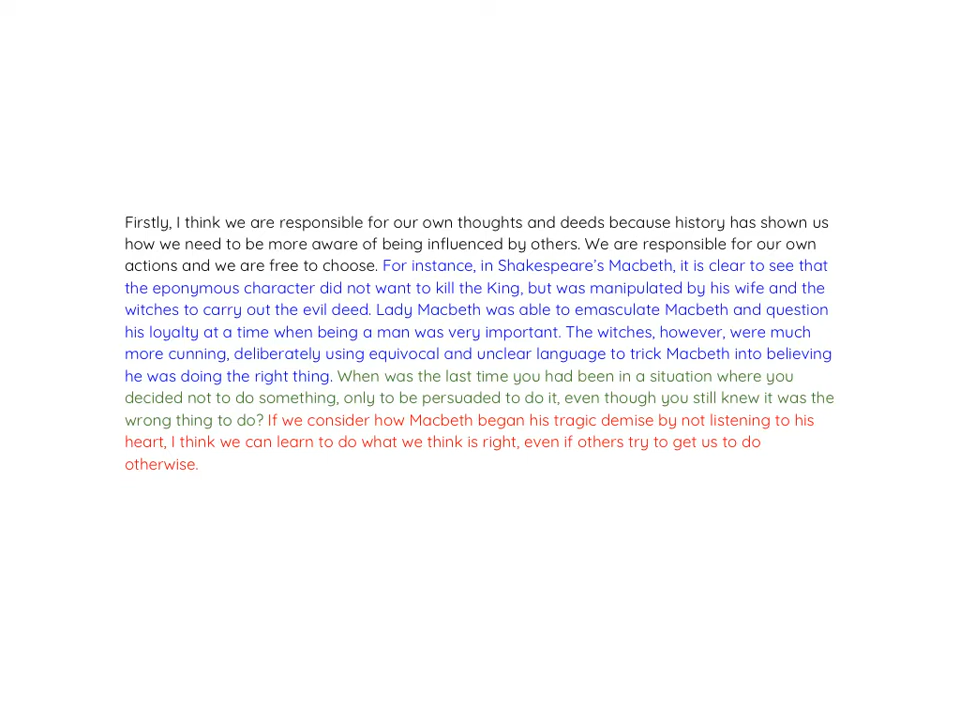 Firstly, I think we are responsible for our own thoughts and deeds because history has shown us
how we need to be more aware of being influenced by others. We are responsible for our own
actions and we are free to choose. For instance, in Shakespeare's Macbeth, it is clear to see that
the eponymous character did not want to kill the King, but was manipulated by his wife and the
witches to carry out the evil deed. Lady Macbeth was able to emasculate Macbeth and question
his loyalty at a time when being a man was very important. The witches, however, were much
more cunning, deliberately using equivocal and unclear language to trick Macbeth into believing
he was doing the right thing. When was the last time you had been in a situation where you
decided not to do something, only to be persuaded to do it, even though you still knew it was the
wrong thing to do? If we consider how Macbeth began his tragic demise by not listening to his
heart, I think we can learn to do what we think is right, even if others try to get us to do
otherwise.